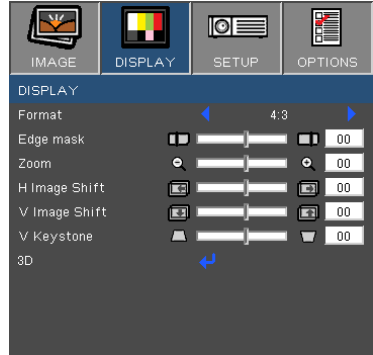 IMAGE DISPLAY SETUP OPTIONS
DISPLAY
Format 4:3
Edge mask 00
Zoom 00
H Image Shift 00
V Image Shift 00
V Keystone 00
3D